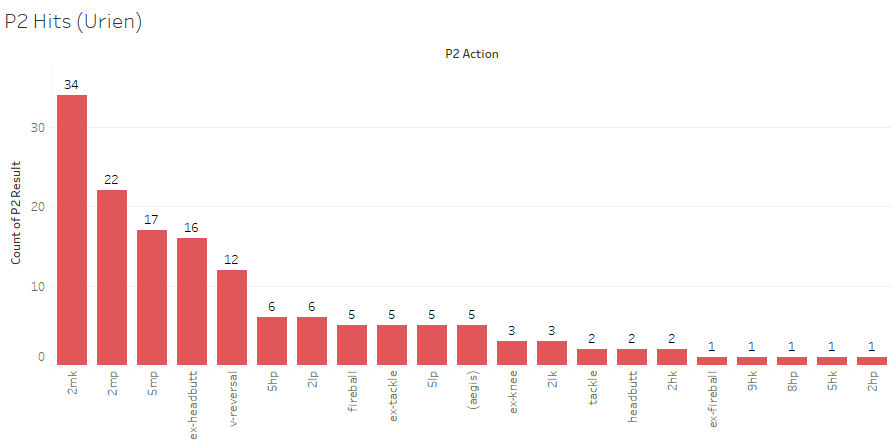 P2 Hits (Urien)
P2 Action
Count of P2 Result
30
20
10
0
34
22
17
16
12
6
6
5
5
5
5
3
3
2
2
2
1
1
1
1
1
2mk
2mp
5mp
ex-headbutt
v-reversal
5hp
2lp
fireball
ex-tackle
5lp
(aegis)
ex-knee
2lk
tackle
headbutt
2hk
ex-fireball
9hk
8hp
5hk
2hp